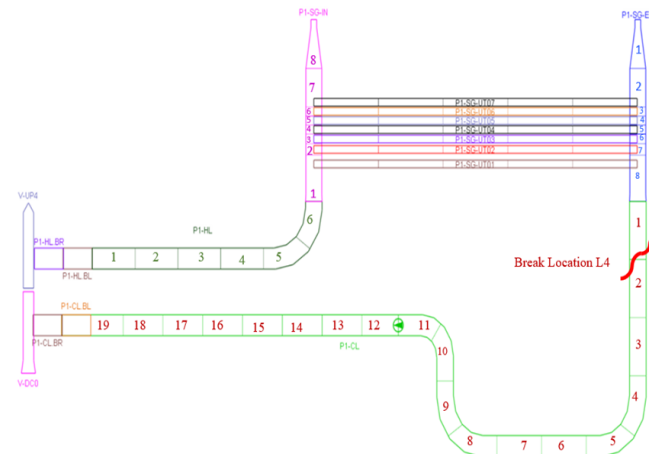 P1-SG-IN
P1-SG-E
8
1
7
2
P1-SG-UT07
6
P1-SG-UT06
3
5
P1-SG-UT05
4
4
P1-SG-UT04
5
3
P1-SG-UT03
6
2
P1-SG-UT02
7
P1-SG-UT01
8
1
V-UP4
P1-HL
6
1
P1-HL.BR
1
2
3
4
5
Break Location L4
P1-HL.BL
2
P1-CL.BL
19
18
17
16
15
14
13
12
11
P1-CL.BR
P1-CL
10
3
V-DC0
9
4
8
7
6
5